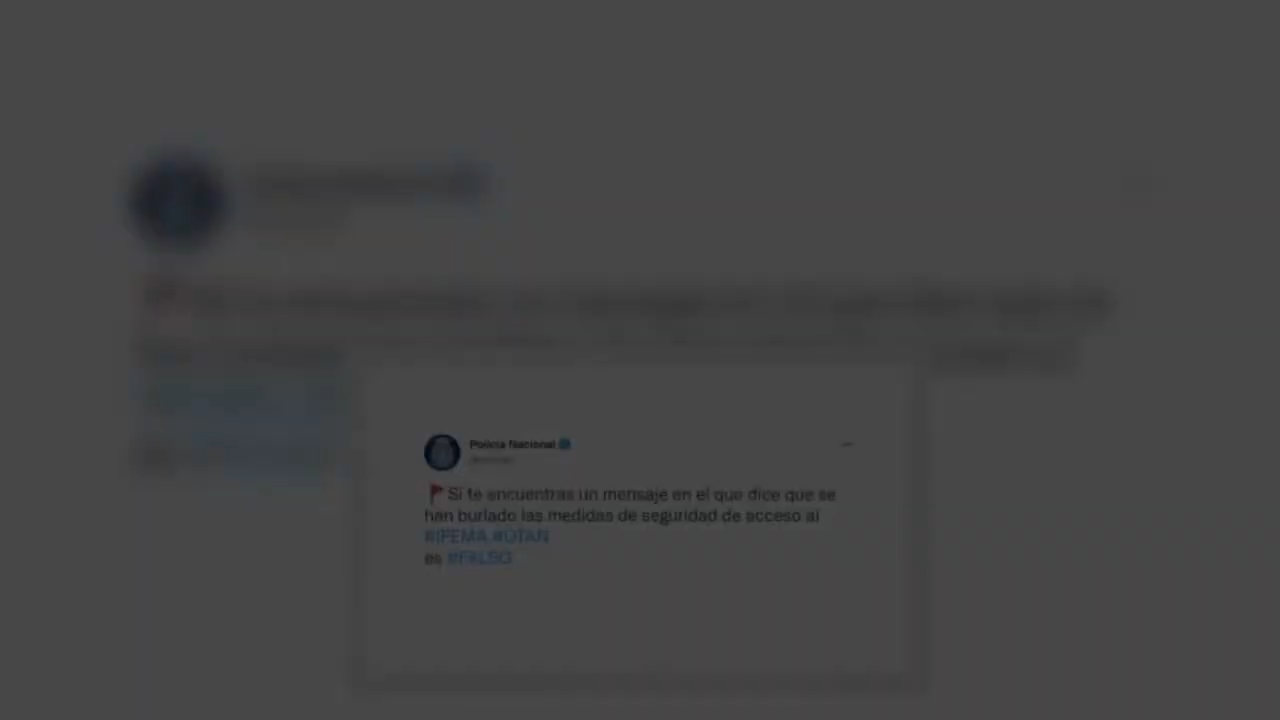 Policía Nacional
Si te encuentras un mensaje en el que dice que se
han burlado las medidas de seguridad de acceso al
#IFEMA #OTAN
es #FALSO